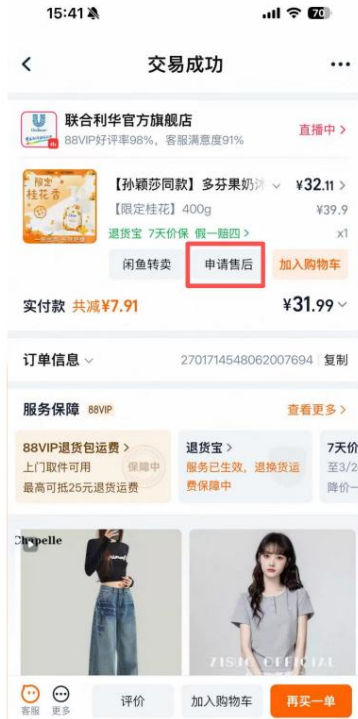 15:41
70
交易成功
联合利华官方旗舰店
88VIP好评率98%，客服满意度91%
直播中
限定
桂花香
【孙颖莎同款】多芬果奶沐
¥32.11
【限定桂花】400g
¥39.9
退货宝 7天价保 假一赔四
x1
闲鱼转卖
申请售后
加入购物车
实付款 共减¥7.91
¥31.99
订单信息
2701714548062007694
复制
服务保障 88VIP
查看更多
88VIP退货包运费
上门取件可用
最高可抵25元退货运费
保障中
退货宝
服务已生效，退换货运
费保障中
7天价
至3/2
降价一
Chapelle
ZISUO OFFICIAL
客服
更多
评价
加入购物车
再买一单